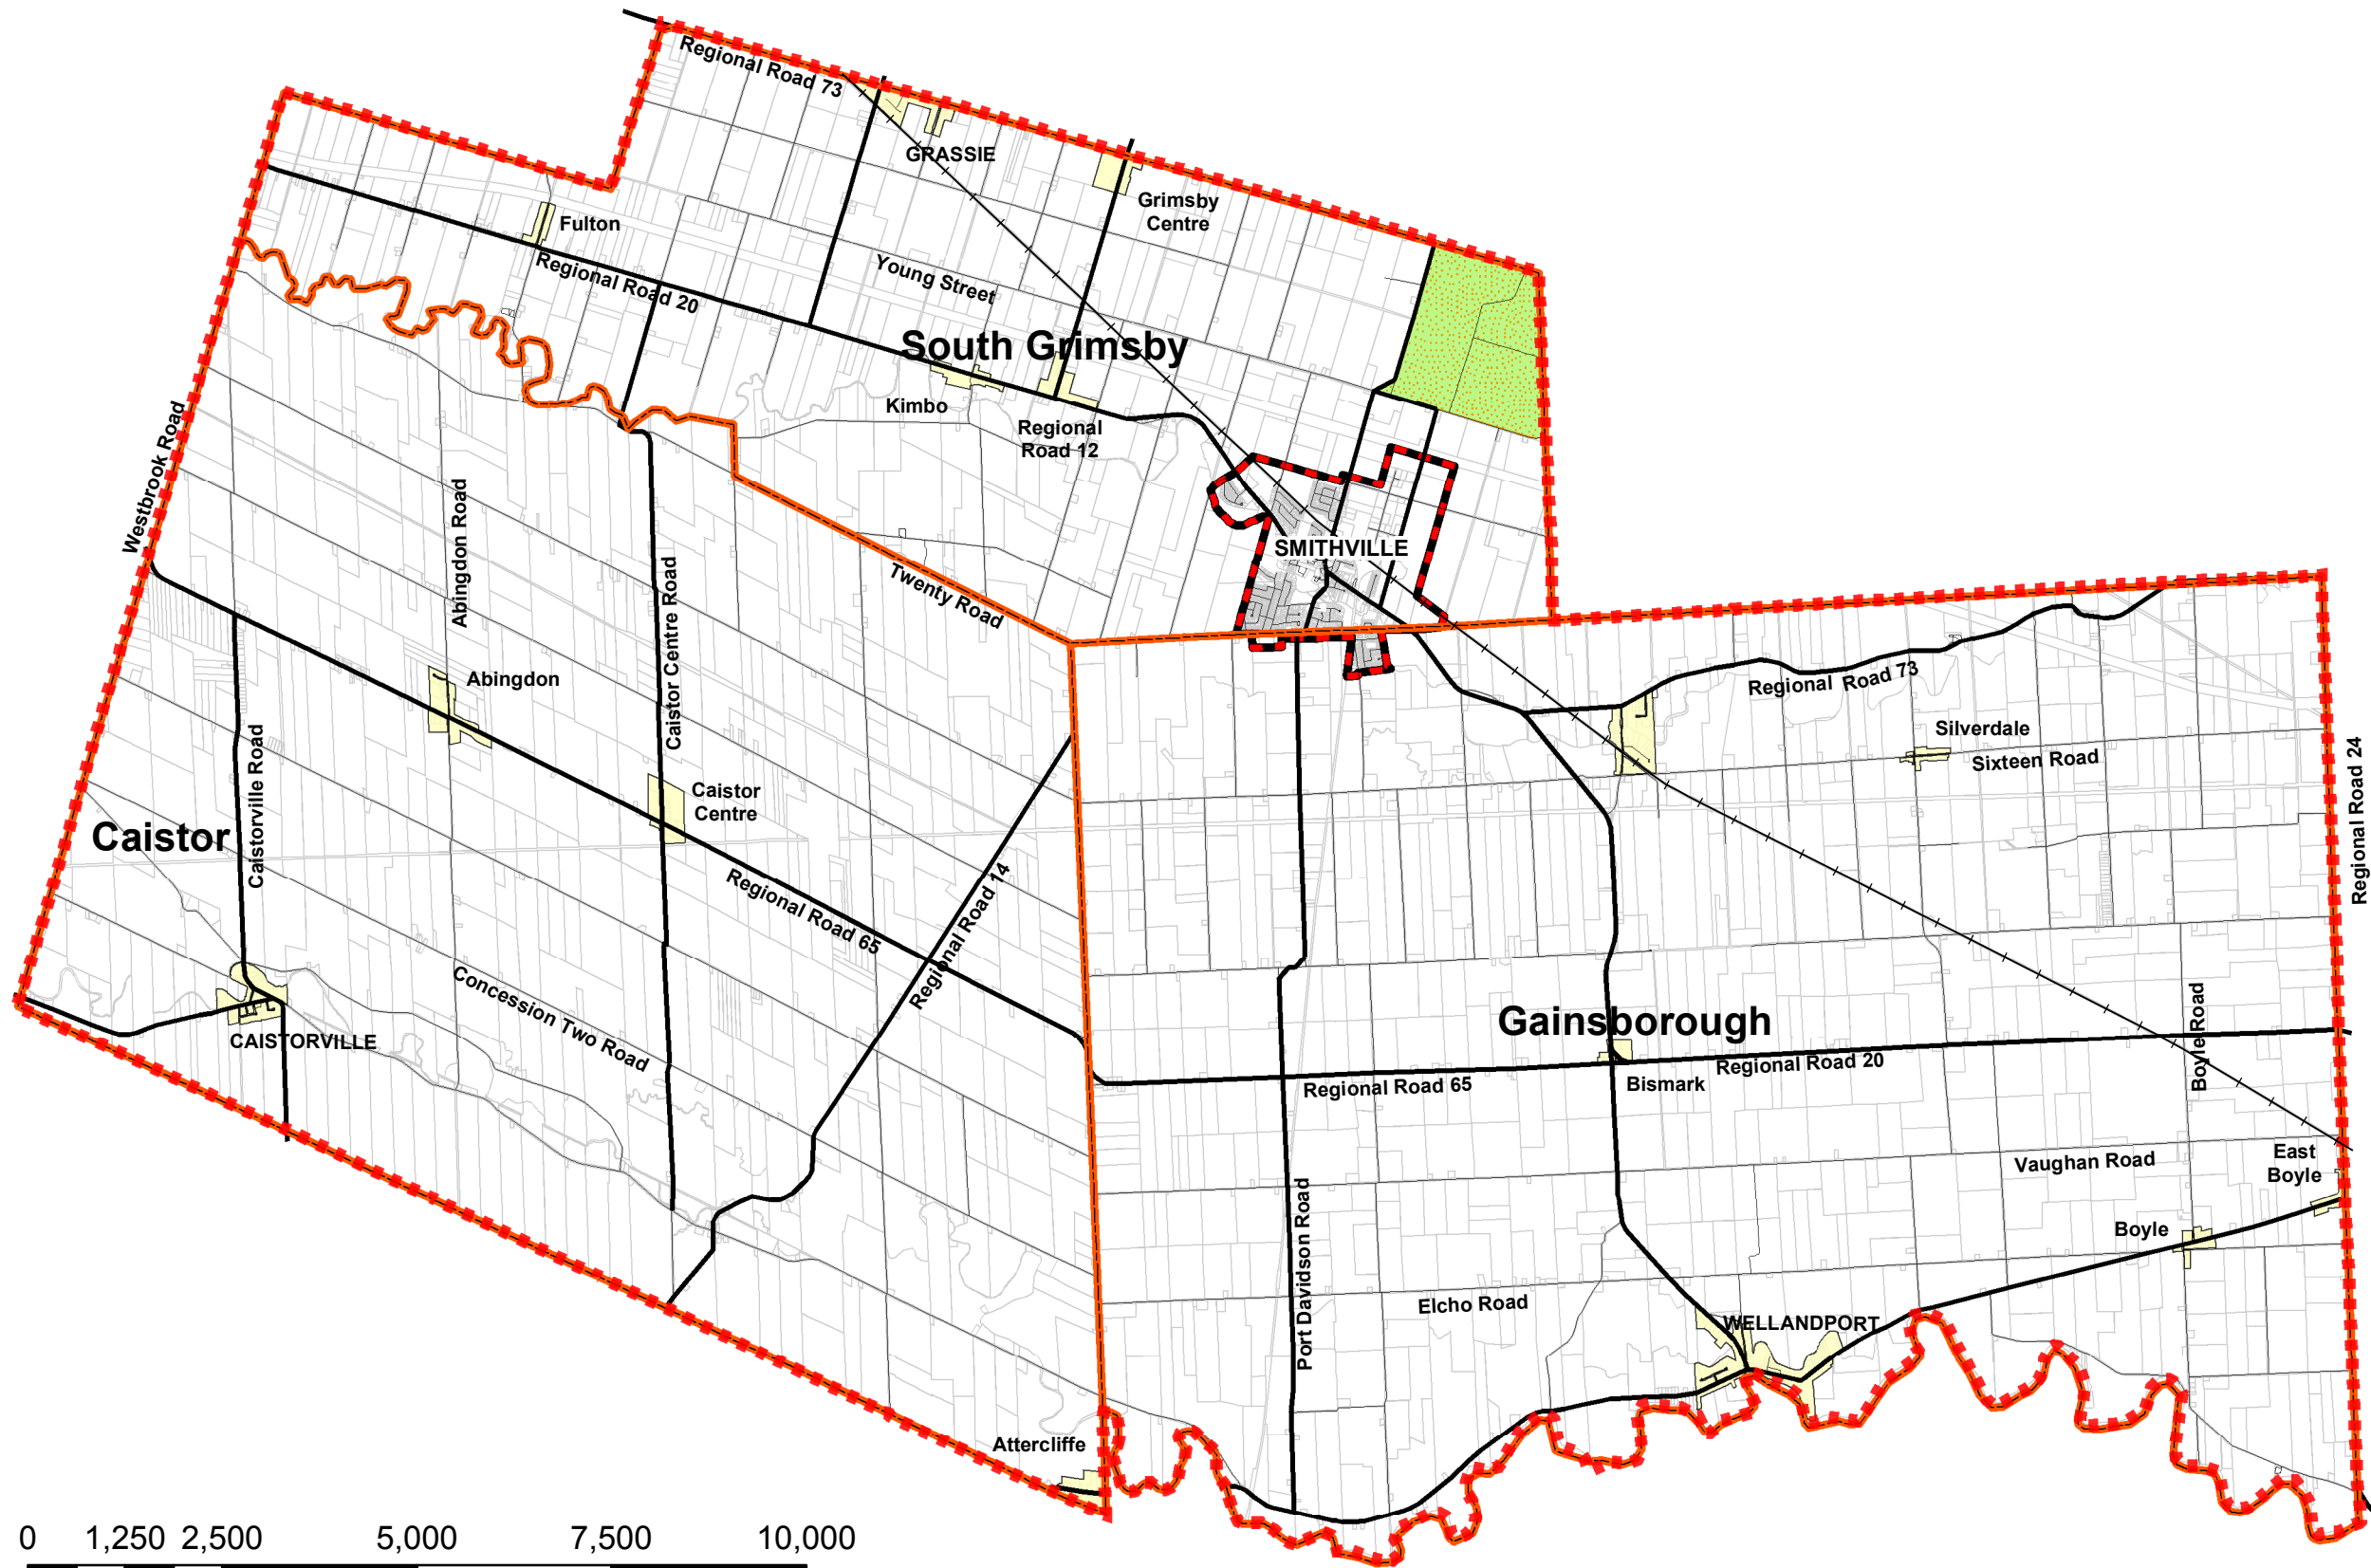 Regional Road 73
GRASSIE
Grimsby
Centre
Fulton
Regional Road 20
Young Street
South Grimsby
Kimbo
Regional
Road 12
Westbrook Road
Abingdon Road
SMITHVILLE
Twenty Road
Caistor Centre Road
Abingdon
Regional Road 73
Silverdale
Sixteen Road
Regional Road 24
Caistorville Road
Caistor
Centre
Caistor
Regional Road 65
Regional Road 14
Concession Two Road
CAISTORVILLE
Gainsborough
Boyle Road
Regional Road 65
Bismark
Regional Road 20
Vaughan Road
East
Boyle
Boyle
Port Davidson Road
Elcho Road
WELLANDPORT
Attercliffe
0 1,250 2,500 5,000 7,500 10,000